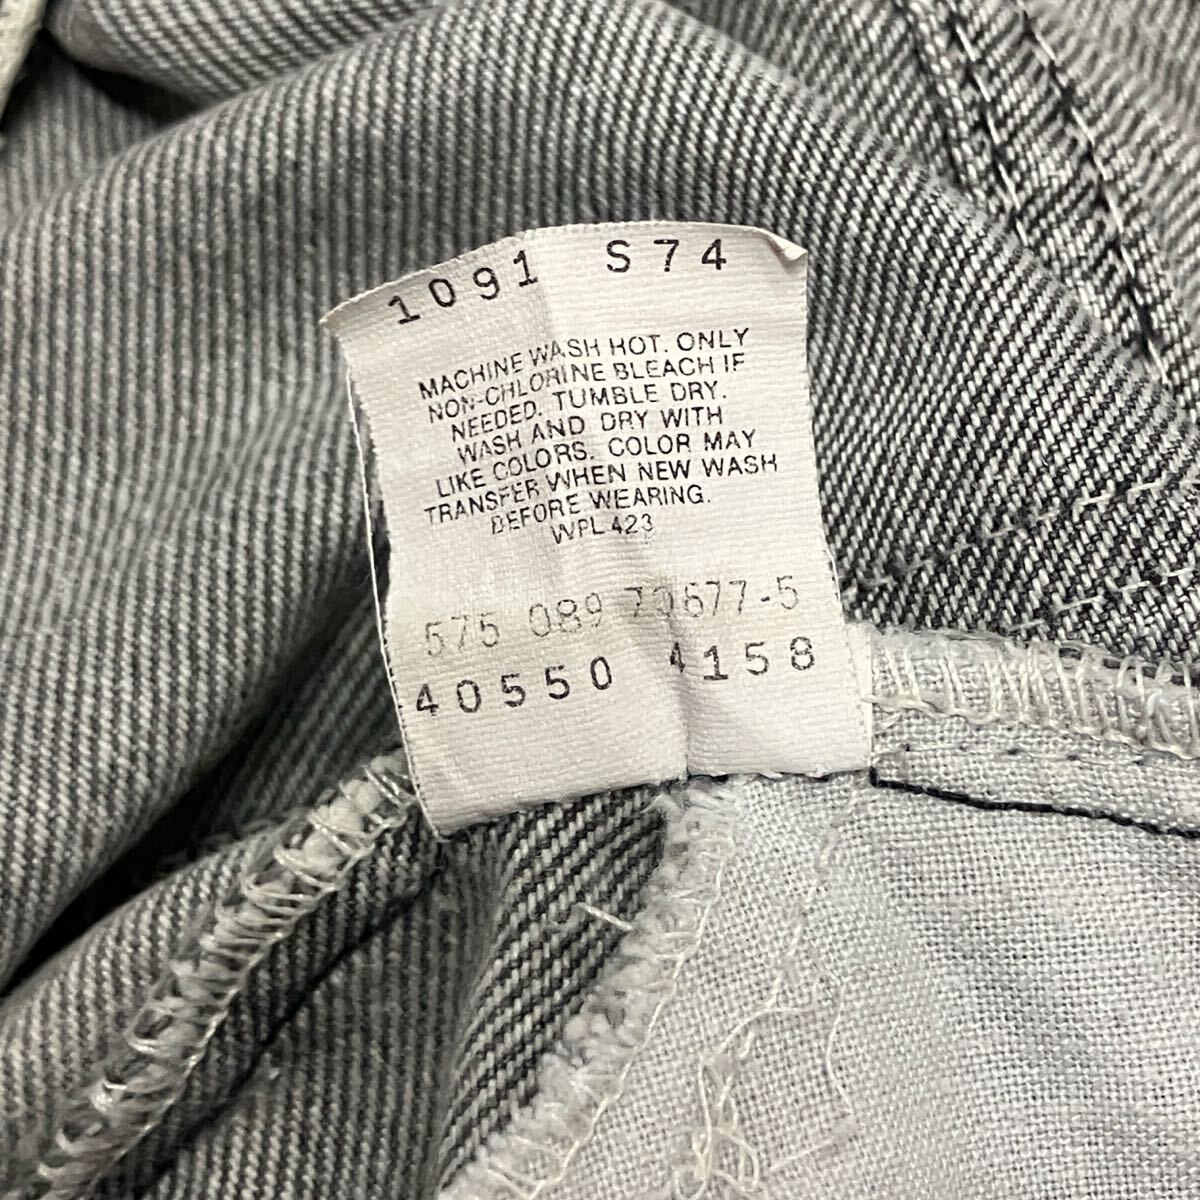 1091 S74
MACHINE WASH HOT. ONLY
NON-CHLORINE BLEACH IF
NEEDED. TUMBLE DRY.
WASH AND DRY WITH
LIKE COLORS. COLOR MAY
TRANSFER WHEN NEW WASH
BEFORE WEARING.
WPL 423
575 089 70677-5
40550 4158